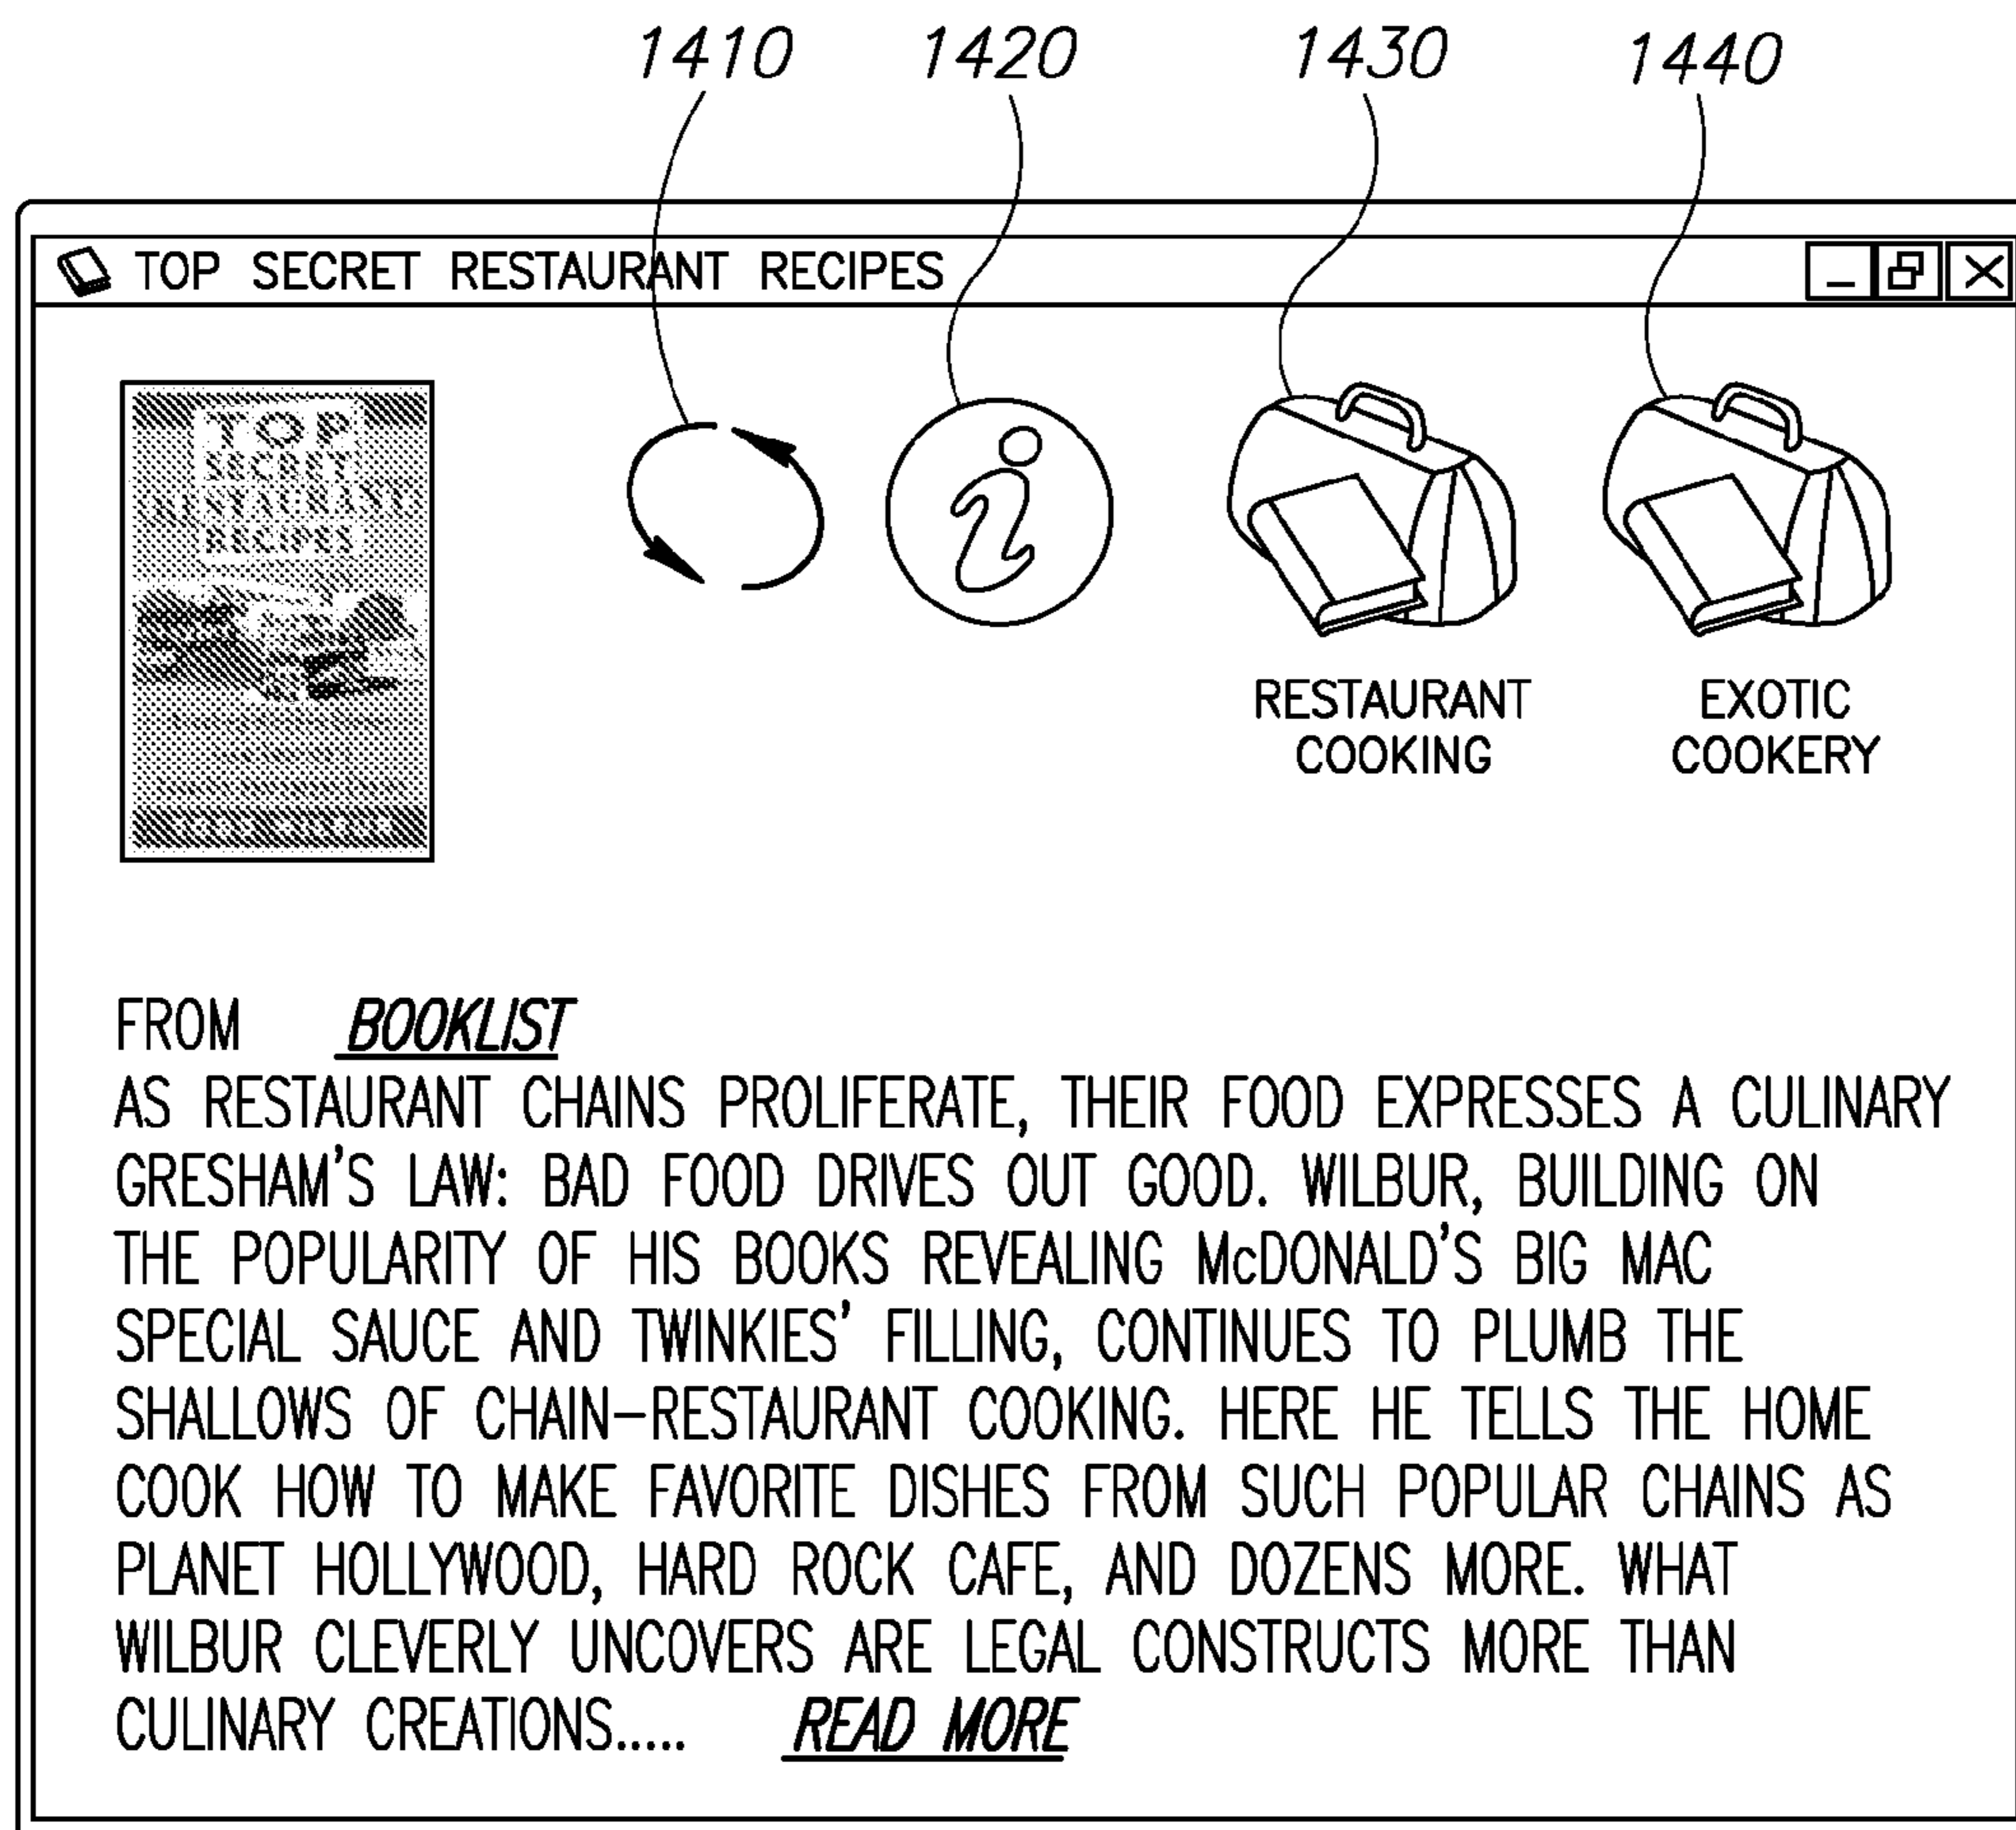 1410 1420 1430 1440
TOP SECRET RESTAURANT RECIPES
TOP
SECRET
RESTAURANT
RECIPES
RESTAURANT
COOKING
EXOTIC
COOKERY
FROM BOOKLIST
AS RESTAURANT CHAINS PROLIFERATE, THEIR FOOD EXPRESSES A CULINARY
GRESHAM'S LAW: BAD FOOD DRIVES OUT GOOD. WILBUR, BUILDING ON
THE POPULARITY OF HIS BOOKS REVEALING McDONALD'S BIG MAC
SPECIAL SAUCE AND TWINKIES' FILLING, CONTINUES TO PLUMB THE
SHALLOWS OF CHAIN-RESTAURANT COOKING. HERE HE TELLS THE HOME
COOK HOW TO MAKE FAVORITE DISHES FROM SUCH POPULAR CHAINS AS
PLANET HOLLYWOOD, HARD ROCK CAFE, AND DOZENS MORE. WHAT
WILBUR CLEVERLY UNCOVERS ARE LEGAL CONSTRUCTS MORE THAN
CULINARY CREATIONS..... READ MORE